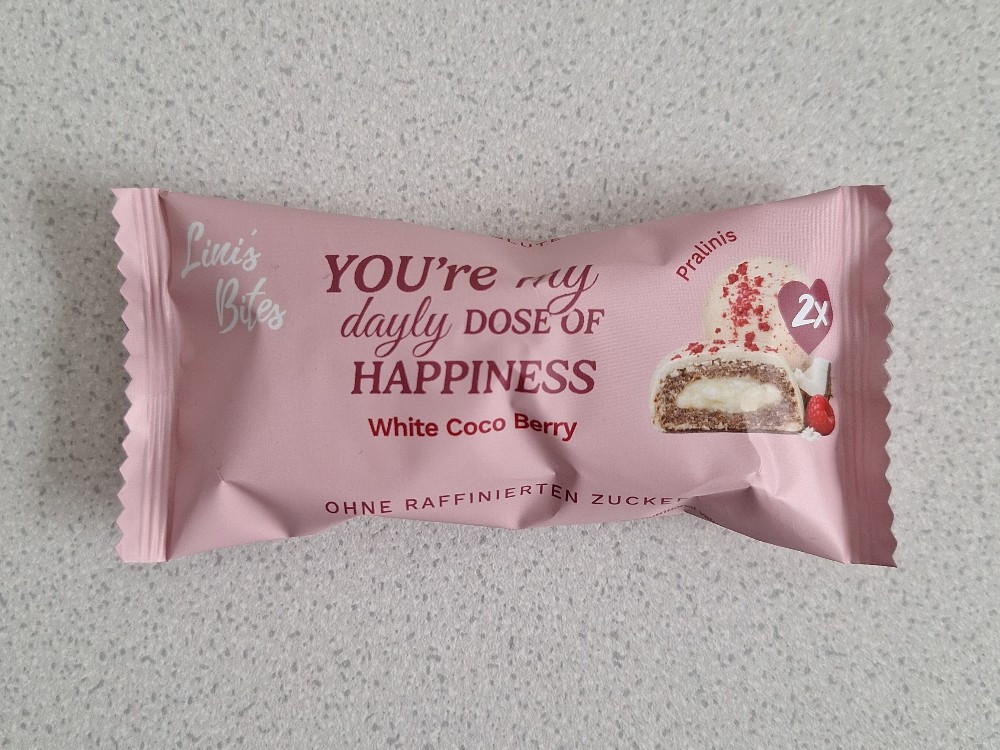 Lini's
Bites
YOU're my
dayly DOSE OF
HAPPINESS
White Coco Berry
OHNE RAFFINIERTEN ZUCKER
Pralinis
2x